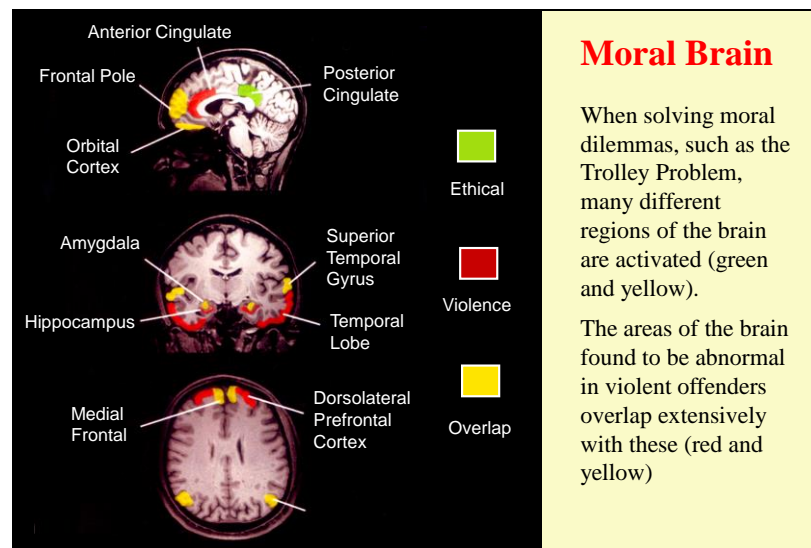 Anterior Cingulate
Frontal Pole
Posterior
Cingulate
Orbital
Cortex
Ethical
Amygdala
Superior
Temporal
Gyrus
Hippocampus
Temporal
Lobe
Violence
Medial
Frontal
Dorsolateral
Prefrontal
Cortex
Overlap
Moral Brain
When solving moral
dilemmas, such as the
Trolley Problem,
many different
regions of the brain
are activated (green
and yellow).
The areas of the brain
found to be abnormal
in violent offenders
overlap extensively
with these (red and
yellow)